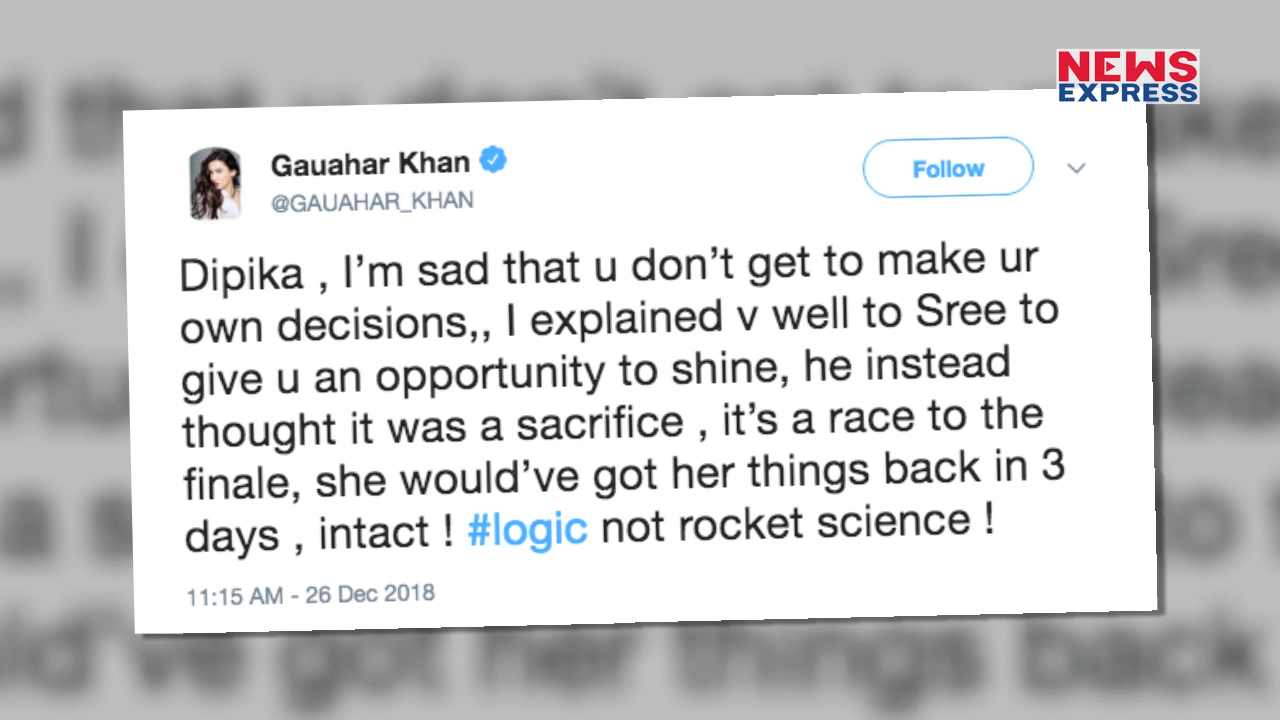 NEWS
EXPRESS
Gauahar Khan
@GAUAHAR_KHAN
Follow
Dipika , I’m sad that u don’t get to make ur
own decisions,, I explained v well to Sree to
give u an opportunity to shine, he instead
thought it was a sacrifice , it’s a race to the
finale, she would’ve got her things back in 3
days , intact ! #logic not rocket science !
11:15 AM - 26 Dec 2018